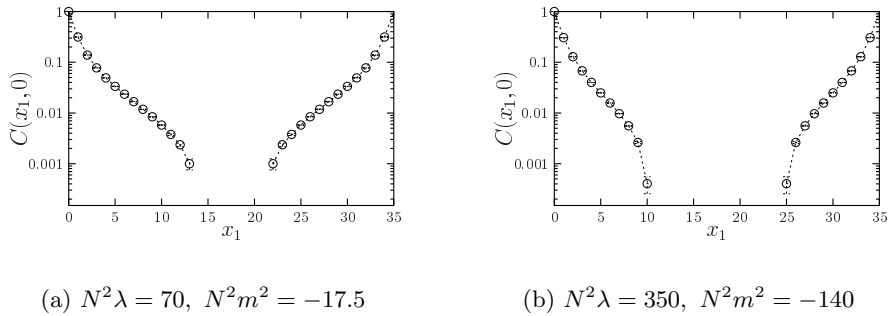 1
0.1
0.01
0.001
C(x₁, 0)
0 5 10 15 20 25 30 35
x₁
1
0.1
0.01
0.001
C(x₁, 0)
0 5 10 15 20 25 30 35
x₁
(a) N²λ = 70, N²m² = −17.5
(b) N²λ = 350, N²m² = −140